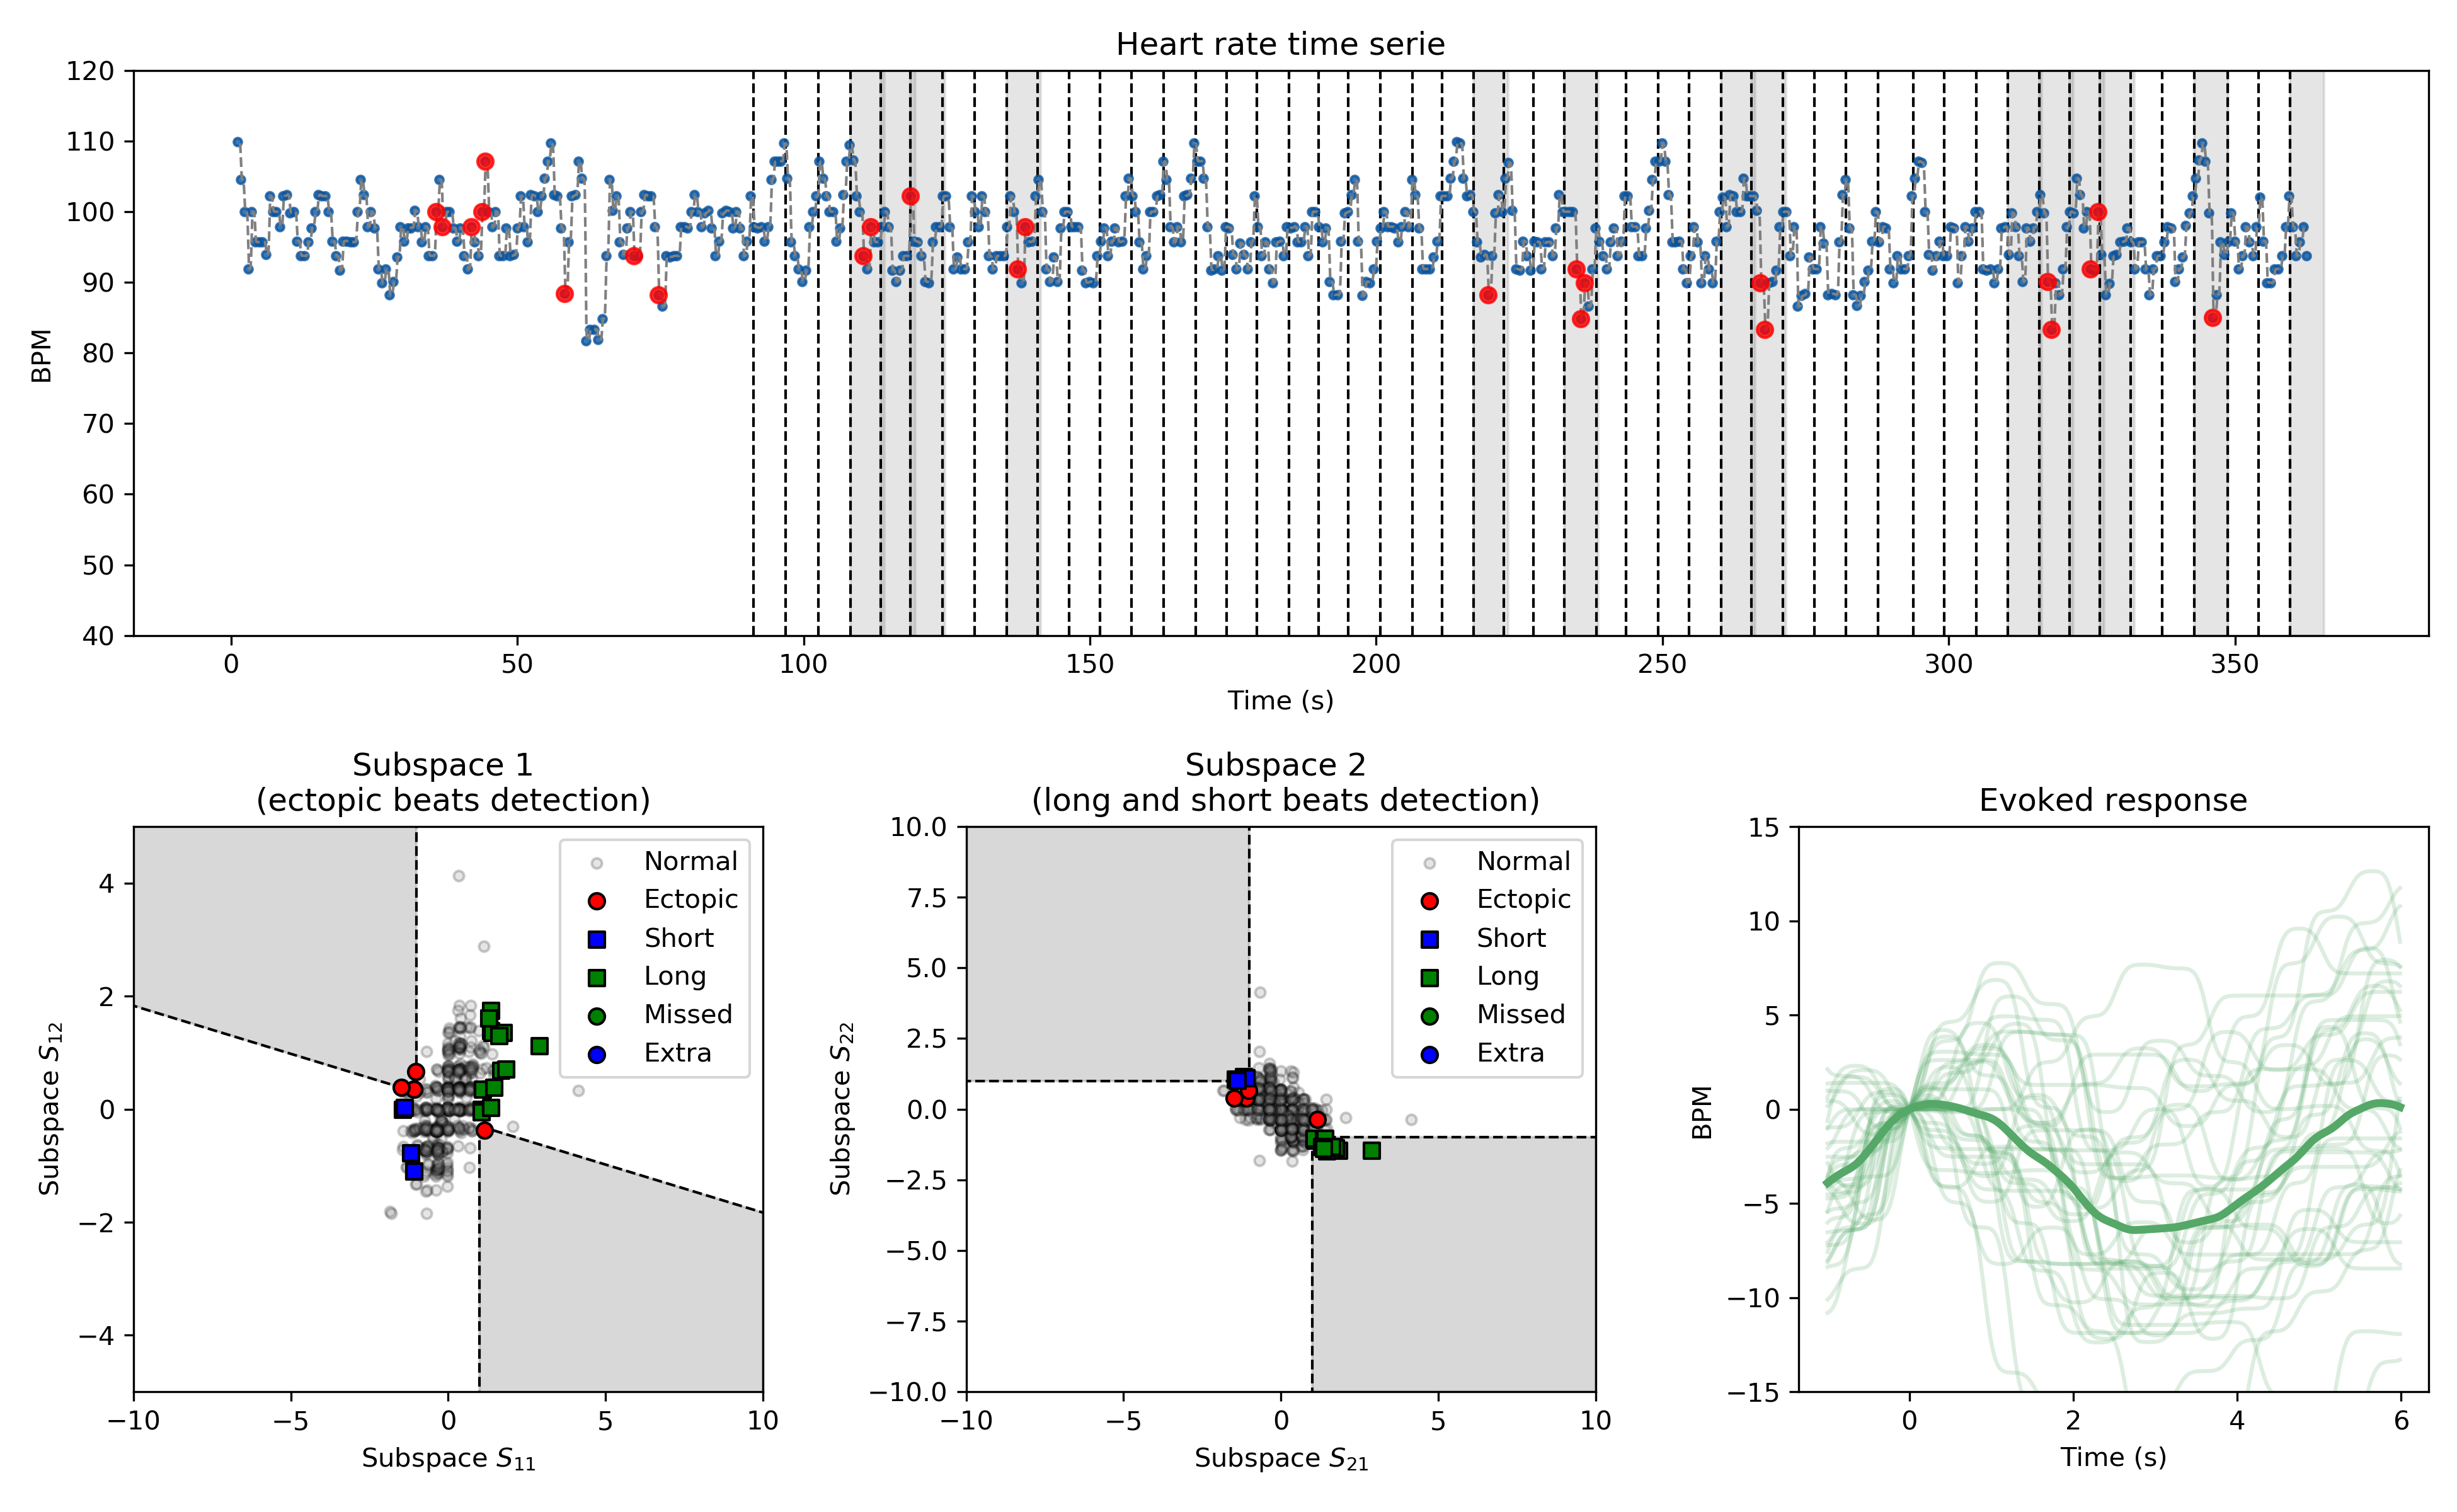 Heart rate time serie
120
110
100
90
80
70
60
50
40
BPM
0 50 100 150 200 250 300 350
Time (s)
Subspace 1
(ectopic beats detection)
4
2
0
−2
−4
Subspace S12
−10 −5 0 5 10
Subspace S11
Normal
Ectopic
Short
Long
Missed
Extra
Subspace 2
(long and short beats detection)
10.0
7.5
5.0
2.5
0.0
−2.5
−5.0
−7.5
−10.0
Subspace S22
−10 −5 0 5 10
Subspace S21
Normal
Ectopic
Short
Long
Missed
Extra
Evoked response
15
10
5
0
−5
−10
−15
BPM
0 2 4 6
Time (s)